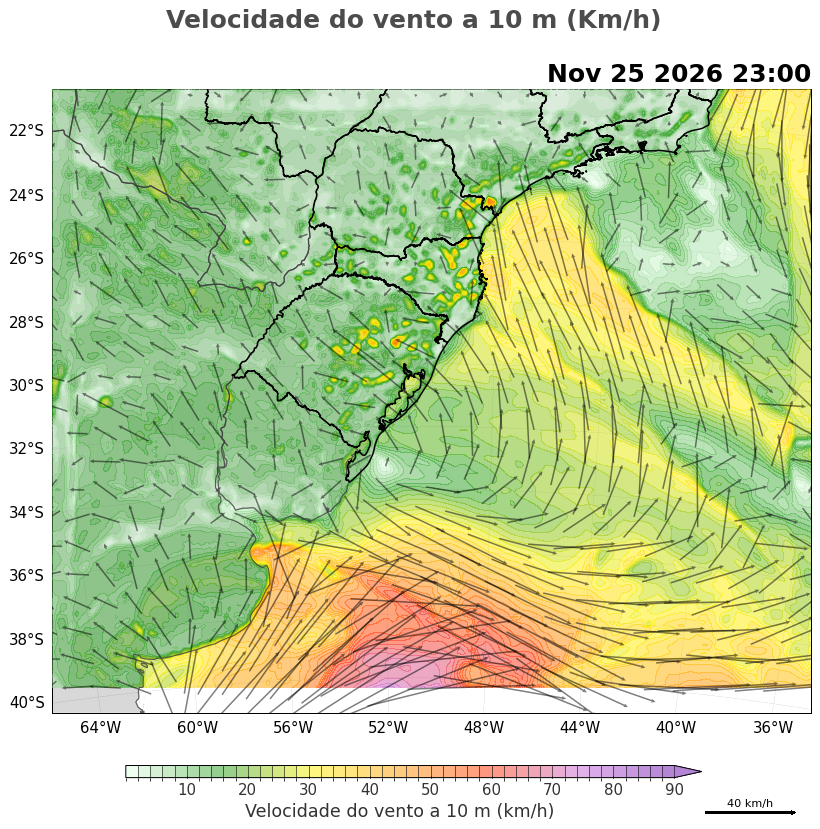 Velocidade do vento a 10 m (Km/h)
Nov 25 2026 23:00
22°S
24°S
26°S
28°S
30°S
32°S
34°S
36°S
38°S
40°S
64°W 60°W 56°W 52°W 48°W 44°W 40°W 36°W
10 20 30 40 50 60 70 80 90
Velocidade do vento a 10 m (km/h)
40 km/h